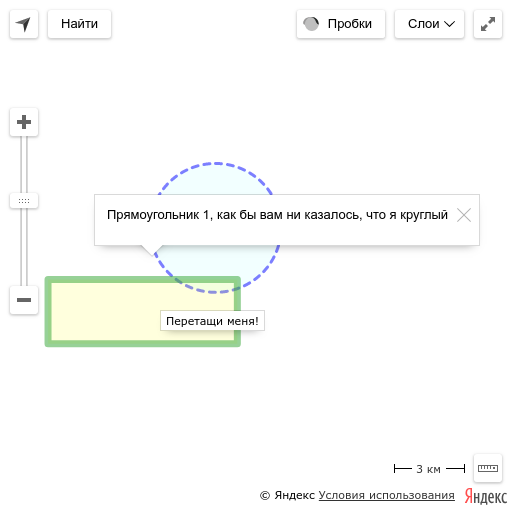 Найти
Пробки
Слои
Прямоугольник 1, как бы вам ни казалось, что я круглый
Перетащи меня!
3 км
© Яндекс Условия использования
Яндекс